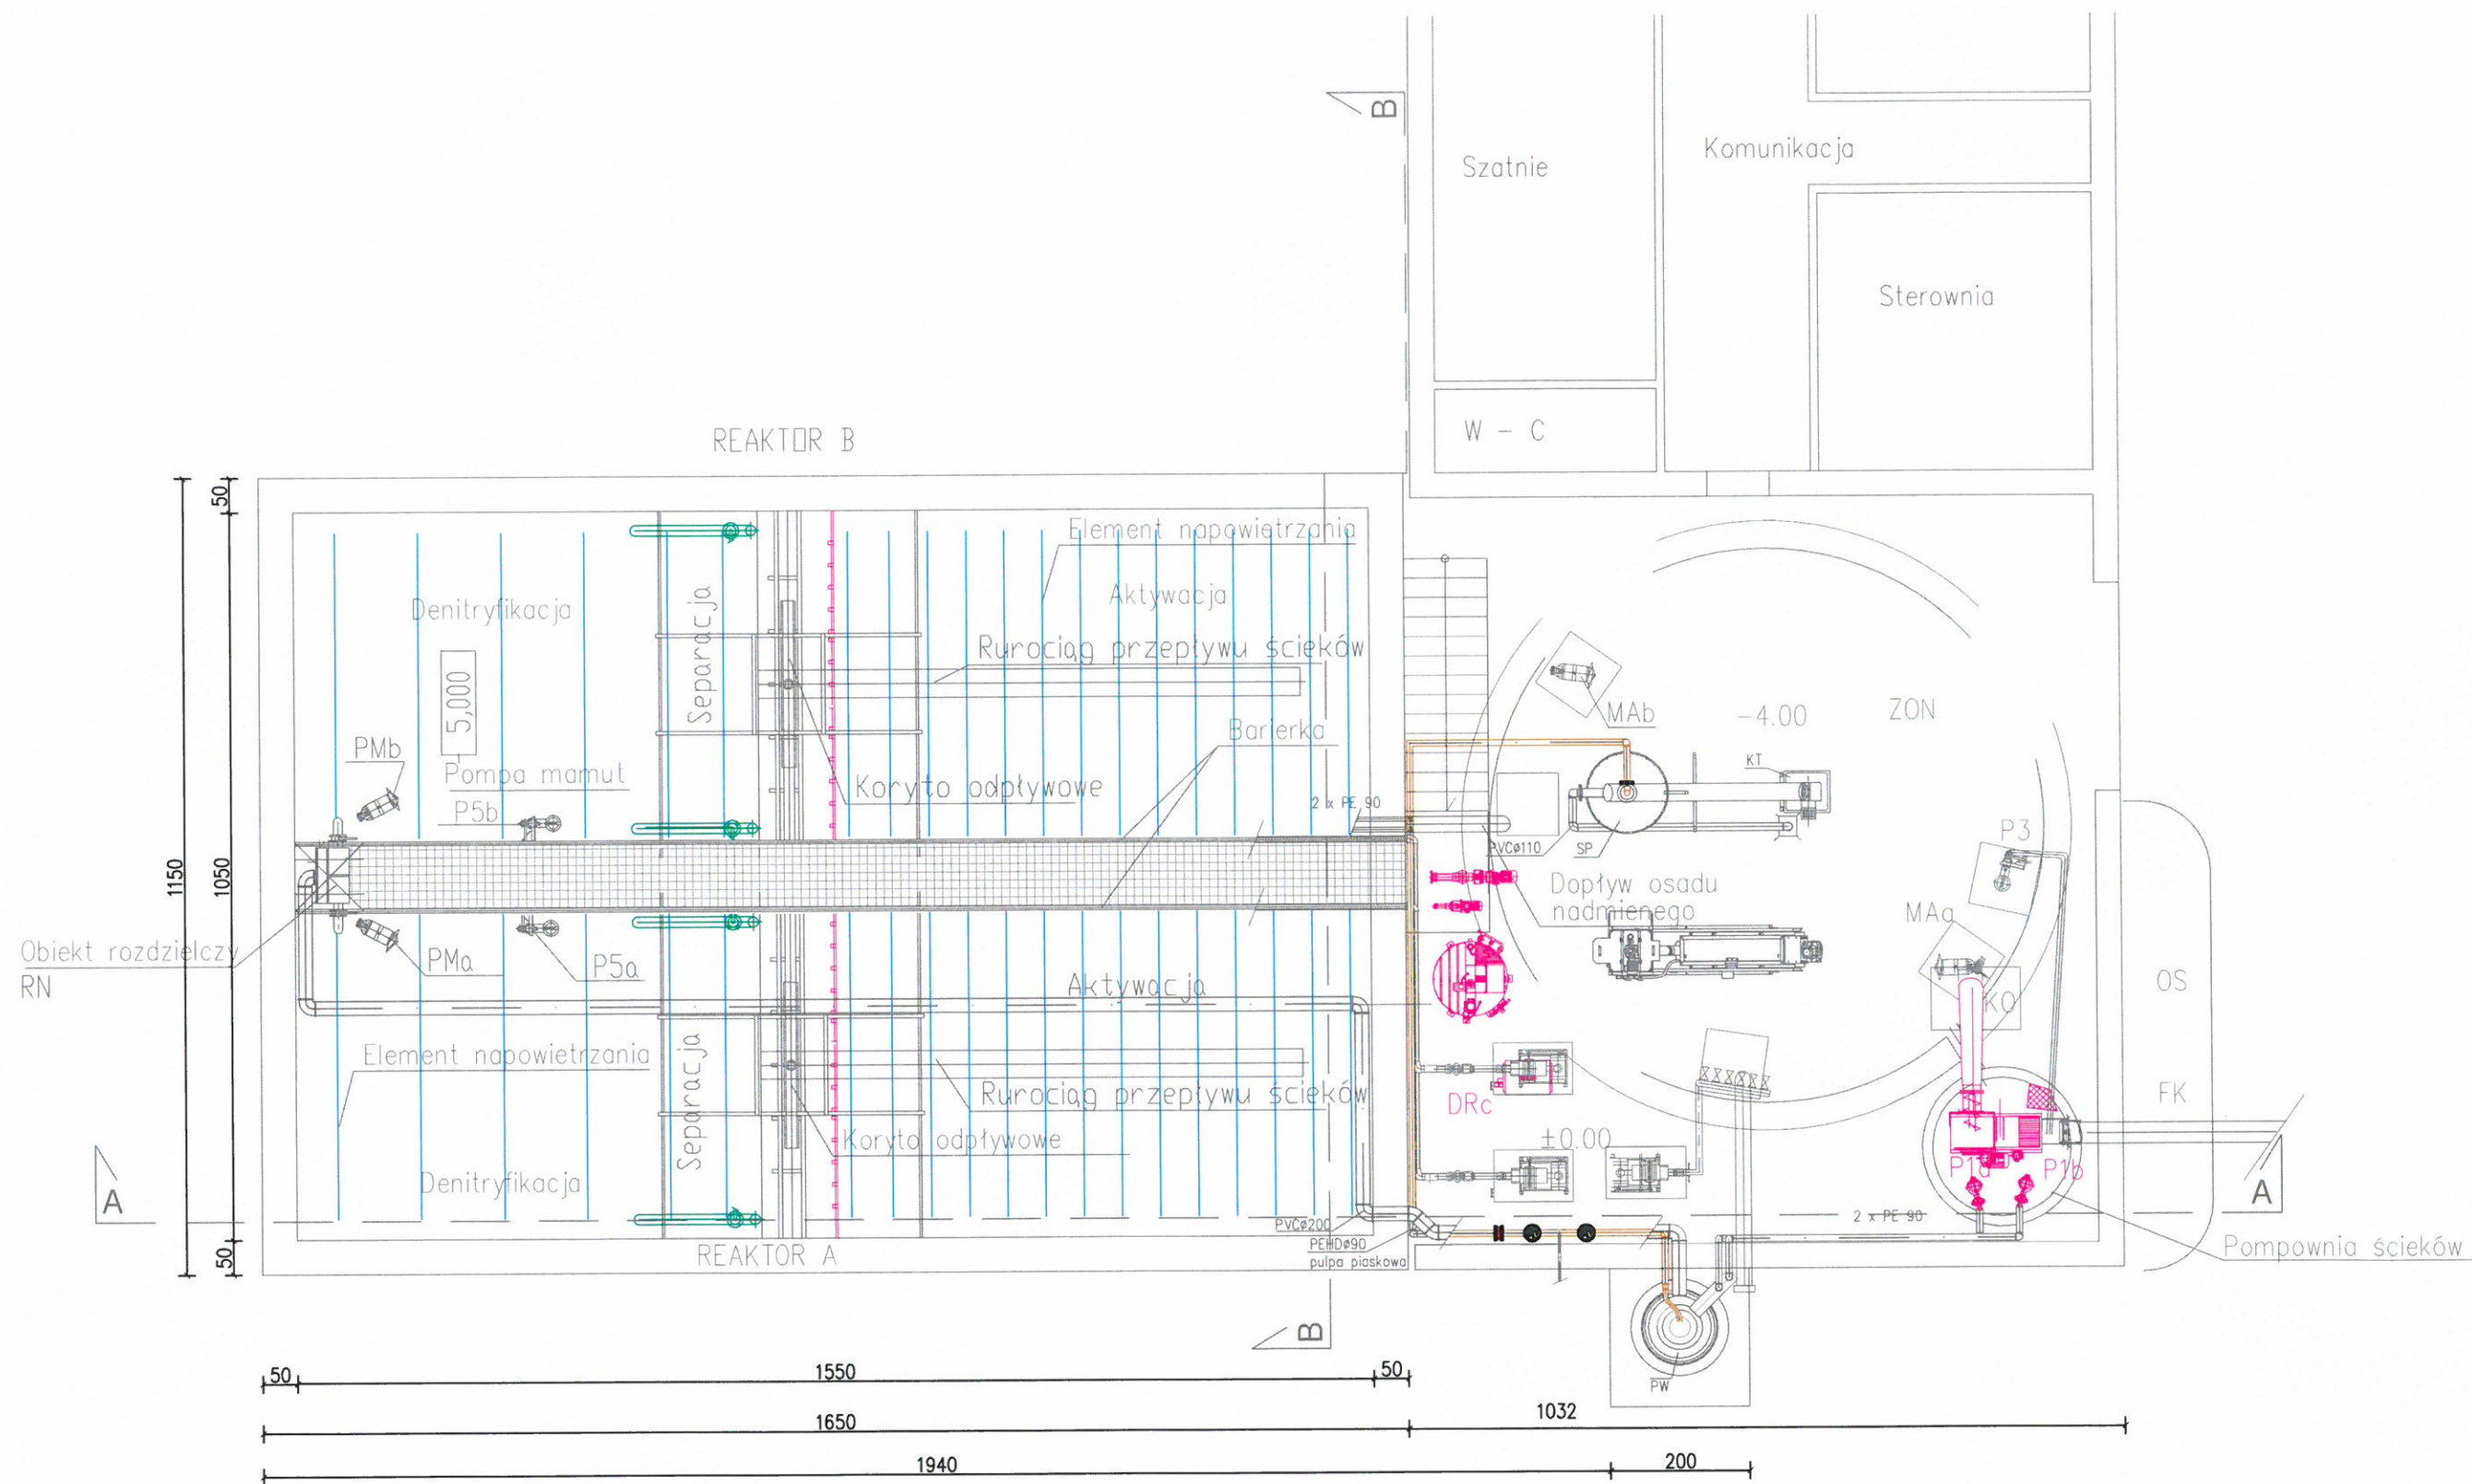 B
Szatnie
Komunikacja
Sterownia
W - C
REAKTOR B
50
1150
1050
50
Element napowietrzania
Denitryfikacja
Aktywacja
Separacja
Rurociąg przepływu ścieków
5,000
PMb
Pompa mamut
P5b
Barierka
Koryto odpływowe
2 x PE 90
MAb
-4.00
ZON
KT
PVCø110
SP
P3
Dopływ osadu
nadmienego
MAa
Obiekt rozdzielczy
RN
PMa
P5a
Aktywacja
KO
OS
Element napowietrzania
Separacja
Rurociąg przepływu ścieków
DRc
FK
Koryto odpływowe
±0.00
P1a
P1b
Denitryfikacja
A
A
2 x PE 90
PVCø200
PEHDø90
pulpa piaskowa
REAKTOR A
Pompownia ścieków
B
PW
50
1550
50
1650
1032
1940
200